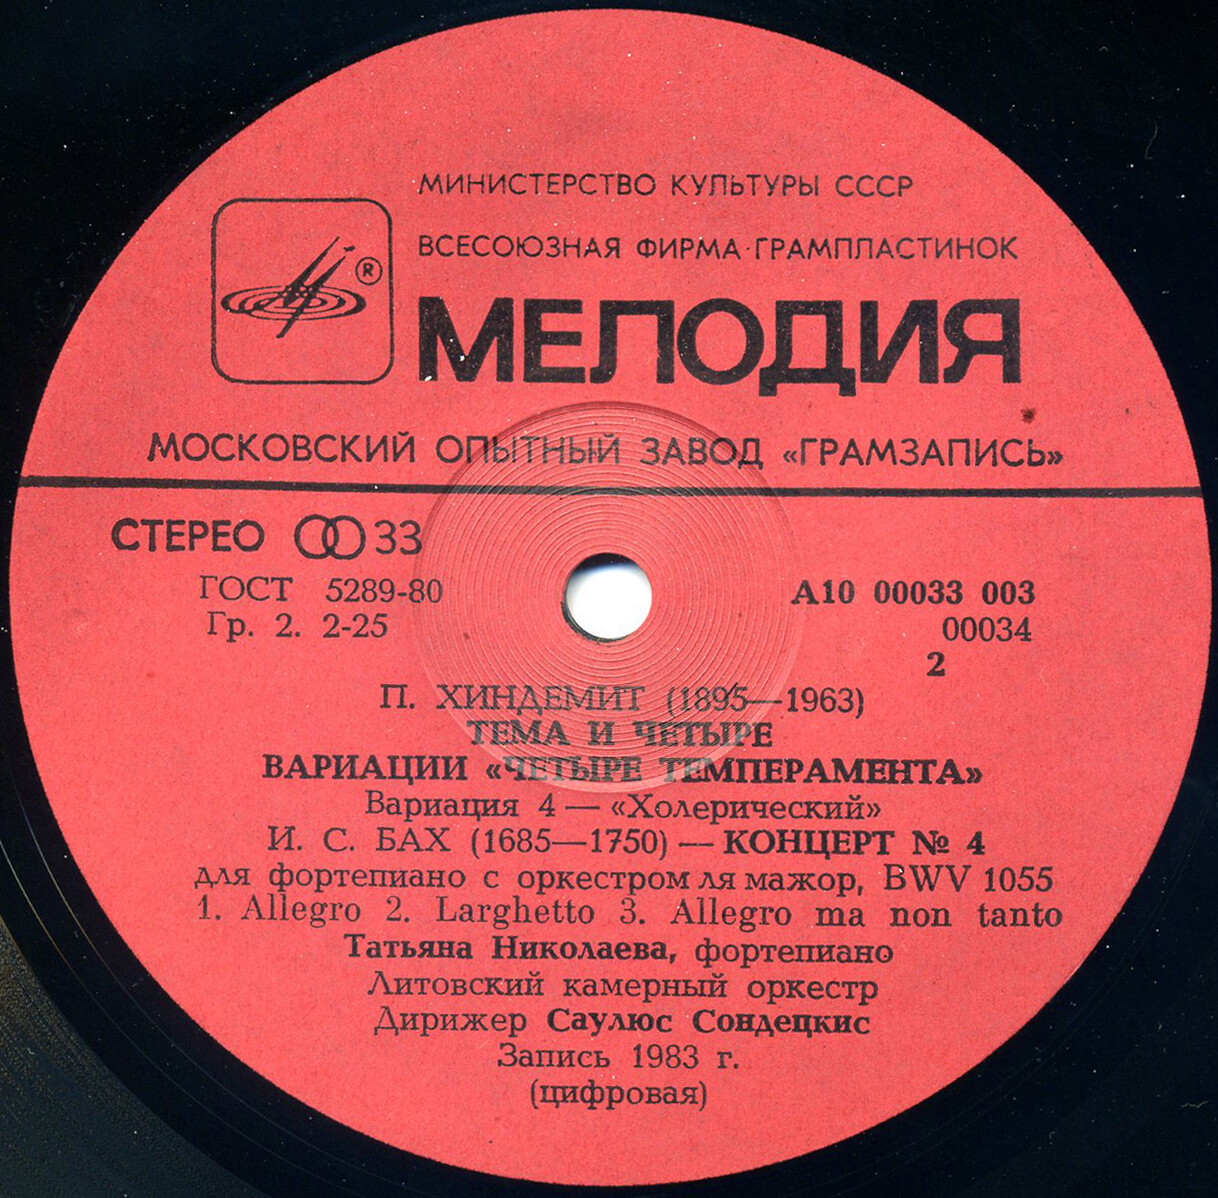 МИНИСТЕРСТВО КУЛЬТУРЫ СССР
ВСЕСОЮЗНАЯ ФИРМА·ГРАМПЛАСТИНОК
®
МЕЛОДИЯ
МОСКОВСКИЙ ОПЫТНЫЙ ЗАВОД «ГРАМЗАПИСЬ»
СТЕРЕО 33
ГОСТ 5289-80
Гр. 2. 2-25
А10 00033 003
00034
2
П. ХИНДЕМИТ (1895—1963)
ТЕМА И ЧЕТЫРЕ
ВАРИАЦИИ «ЧЕТЫРЕ ТЕМПЕРАМЕНТА»
Вариация 4 — «Холерический»
И. С. БАХ (1685—1750) — КОНЦЕРТ № 4
для фортепиано с оркестром ля мажор, BWV 1055
1. Allegro 2. Larghetto 3. Allegro ma non tanto
Татьяна Николаева, фортепиано
Литовский камерный оркестр
Дирижер Саулюс Сондецкис
Запись 1983 г.
(цифровая)